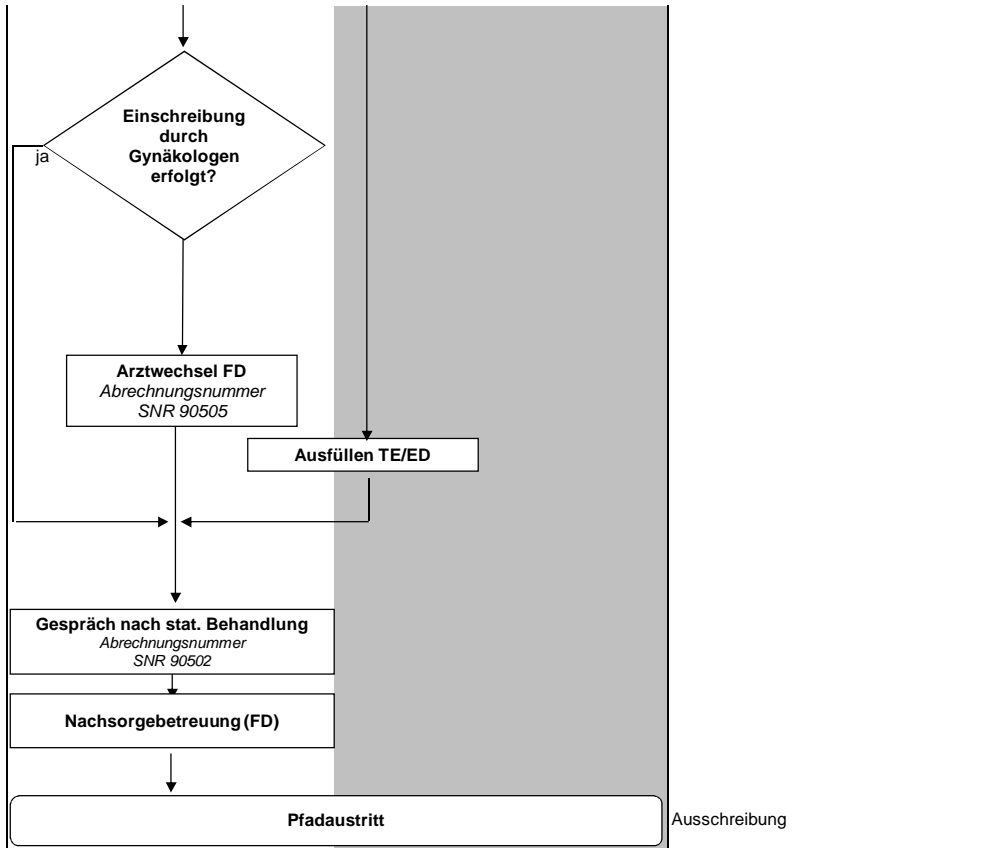 Einschreibung
durch
Gynäkologen
erfolgt?
ja
Arztwechsel FD
Abrechnungsnummer
SNR 90505
Ausfüllen TE/ED
Gespräch nach stat. Behandlung
Abrechnungsnummer
SNR 90502
Nachsorgebetreuung (FD)
Pfadaustritt
Ausschreibung